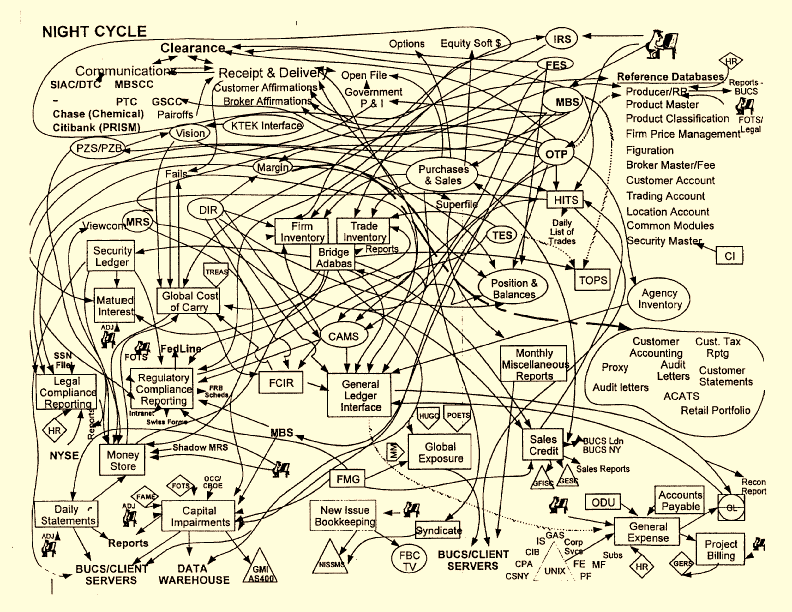 NIGHT CYCLE
Clearance
Options
Equity Soft $
IRS
FES
Communications
SIAC/DTC MBSCC
PTC GSCC
Chase (Chemical) Pairoffs
Citibank (PRISM)
Receipt & Delivery
Customer Affirmations
Broker Affirmations
Open File
Government
P & I
MBS
HR
Reference Databases
Producer/RR
Reports -
BUCS
FOTS/
Legal
Product Master
Product Classification
Firm Price Management
Figuration
Broker Master/Fee
Customer Account
Trading Account
Location Account
Common Modules
Security Master
CI
PZS/PZB
Vision
KTEK Interface
OTP
Fails
Margin
Purchases
& Sales
Superfile
HITS
Daily
List of
Trades
Viewcom
MRS
DIR
Firm
Inventory
Trade
Inventory
Reports
Bridge
Adabas
TES
Security
Ledger
TREAS
Matued
Interest
Global Cost
of Carry
Position &
Balances
TOPS
Agency
Inventory
ADJ
FOTS
FedLine
CAMS
Customer
Accounting
Cust. Tax
Rptg
Audit
Letters
Proxy
Customer
Statements
Audit letters
ACATS
Retail Portfolio
SSN
File
Legal
Compliance
Reporting
Regulatory
Compliance
Reporting
FRB
Scheds
Intranet
Swiss Forms
FCIR
General
Ledger
Interface
Monthly
Miscellaneous
Reports
HR
Reports
NYSE
HUGO
POETS
MBS
IMM
Global
Exposure
Sales
Credit
BUCS Ldn
BUCS NY
Sales Reports
GFISC
GESC
Money
Store
Shadow MRS
FMG
Recon
Report
GL
FAME
FOTS
OCC/
CBOE
ADJ
Daily
Statements
Capital
Impairments
New Issue
Bookkeeping
Syndicate
ODU
Accounts
Payable
General
Expense
Project
Billing
ADJ
Reports
BUCS/CLIENT
SERVERS
DATA
WAREHOUSE
GMI
AS400
NISSMS
FBC
TV
BUCS/CLIENT
SERVERS
IS
GAS
Corp
Svcs
CIB
CPA
CSNY
UNIX
FE
MF
PF
Subs
HR
GERS